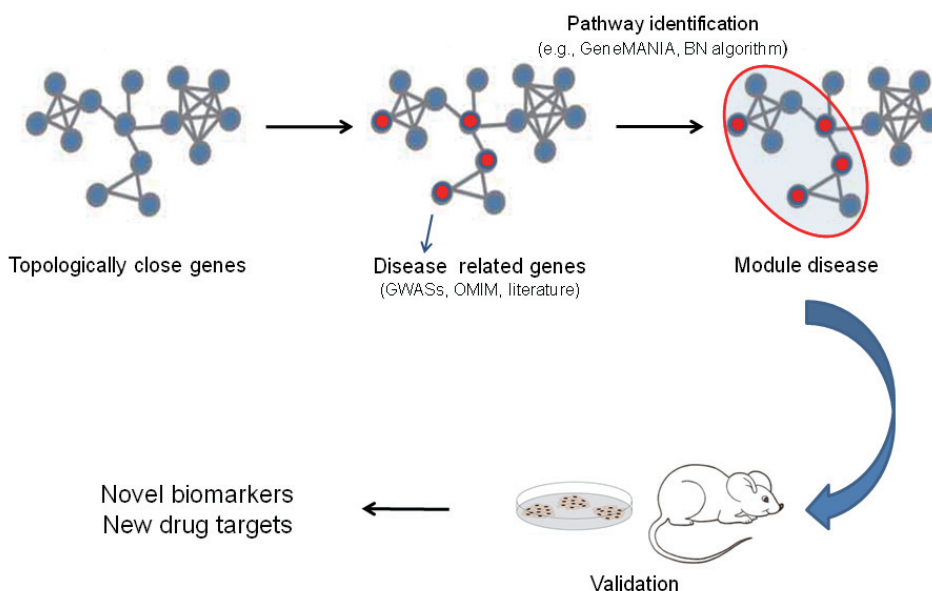 Pathway identification
(e.g., GeneMANIA, BN algorithm)
Topologically close genes
Disease related genes
(GWASs, OMIM, literature)
Module disease
Novel biomarkers
New drug targets
Validation